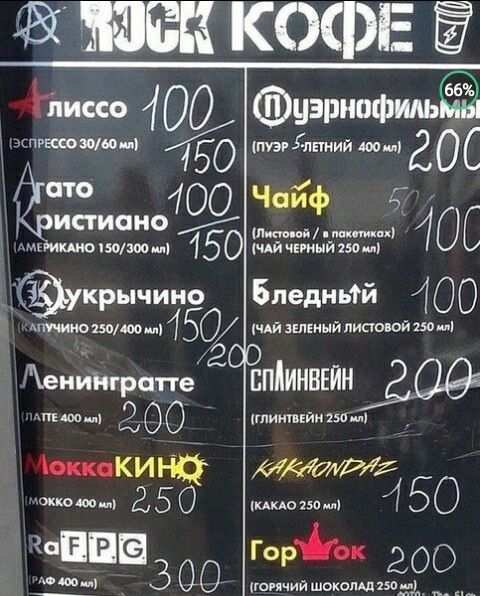 ROCK КОФЕ
66%
Алиссо 100/150
(ЭСПРЕССО 30/60 мл)
Агато Кристиано 100/150
(АМЕРИКАНО 150/300 мл)
Кукрычино 150/200
(КАПУЧИНО 250/400 мл)
Ленинградте 200
(ЛАТТЕ 400 мл)
МоккаКИНО 250
(МОККО 400 мл)
RaFPG 300
(РАФ 400 мл)
Пуэрнофильмы 200
(ПУЭР 5-ЛЕТНИЙ 400 мл)
Чайф 50/100
(Листовой / в пакетиках)
(ЧАЙ ЧЕРНЫЙ 250 мл)
Бледный 100
(ЧАЙ ЗЕЛЕНЫЙ ЛИСТОВОЙ 250 мл)
СПЛИНВЕЙН 200
(ГЛИНТВЕЙН 250 мл)
КАКАОNDAZ 150
(КАКАО 250 мл)
ГорШок 200
(ГОРЯЧИЙ ШОКОЛАД 250 мл)